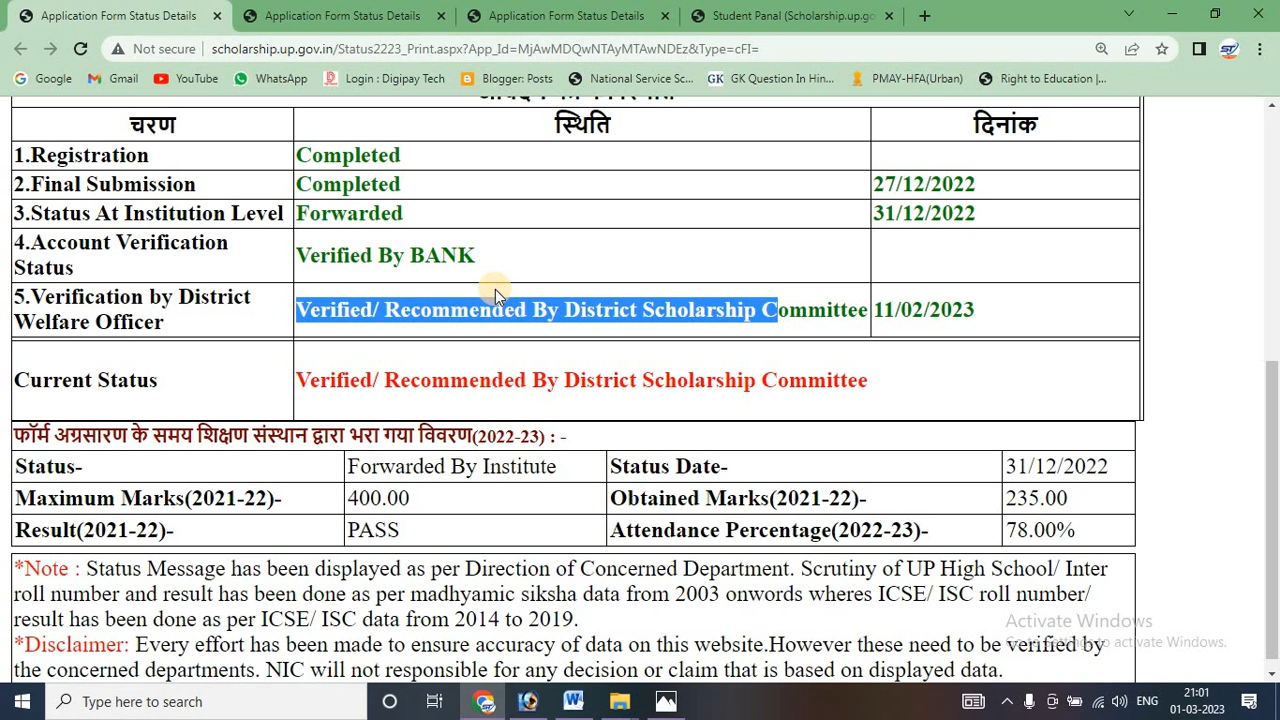 Application Form Status Details
Application Form Status Details
Application Form Status Details
Student Panal (Scholarship.up.go
Not secure
scholarship.up.gov.in/Status2223_Print.aspx?App_Id=MjAwMDQwNTAyMTAwNDEz&Type=cFI=
Google
Gmail
YouTube
WhatsApp
Login : Digipay Tech
Blogger: Posts
National Service Sc...
GK
GK Question In Hin...
PMAY-HFA(Urban)
Right to Education |...
चरण स्थिति दिनांक
1.Registration Completed
2.Final Submission Completed 27/12/2022
3.Status At Institution Level Forwarded 31/12/2022
4.Account Verification
Status
Verified By BANK
5.Verification by District
Welfare Officer
Verified/ Recommended By District Scholarship Committee 11/02/2023
Current Status Verified/ Recommended By District Scholarship Committee
फॉर्म अग्रसारण के समय शिक्षण संस्थान द्वारा भरा गया विवरण(2022-23) : -
Status- Forwarded By Institute Status Date- 31/12/2022
Maximum Marks(2021-22)- 400.00 Obtained Marks(2021-22)- 235.00
Result(2021-22)- PASS Attendance Percentage(2022-23)- 78.00%
*Note : Status Message has been displayed as per Direction of Concerned Department. Scrutiny of UP High School/ Inter
roll number and result has been done as per madhyamic siksha data from 2003 onwords wheres ICSE/ ISC roll number/
result has been done as per ICSE/ ISC data from 2014 to 2019.
*Disclaimer: Every effort has been made to ensure accuracy of data on this website.However these need to be verified by
the concerned departments. NIC will not responsible for any decision or claim that is based on displayed data.
Activate Windows
Go to Settings to activate Windows.
Type here to search
ENG
21:01
01-03-2023